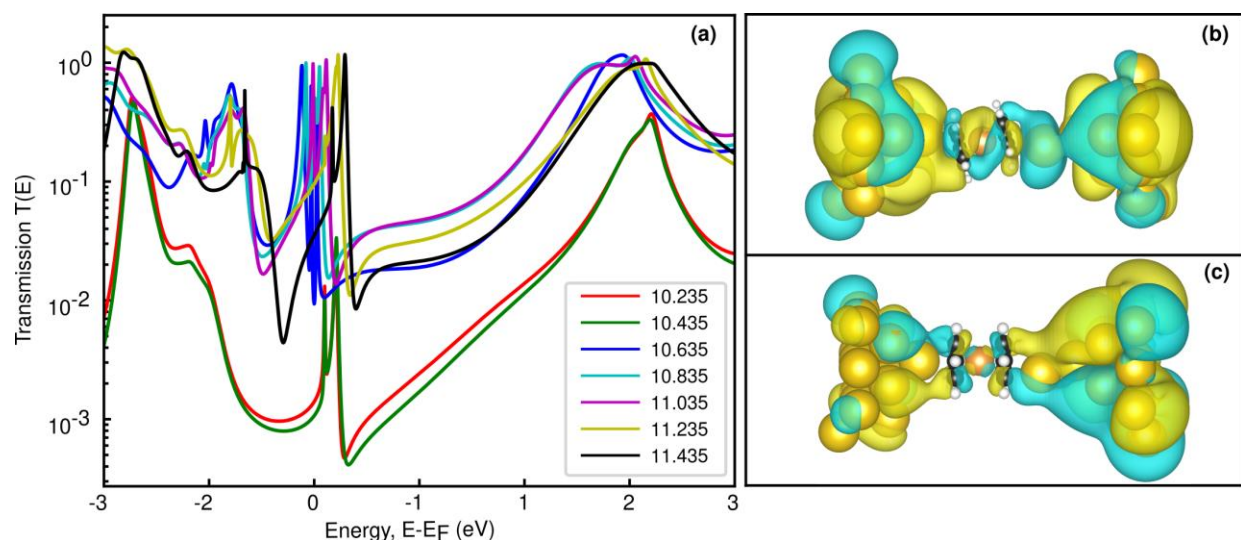 (a)
(b)
(c)
Transmission T(E)
10^0
10^-1
10^-2
10^-3
10.235
10.435
10.635
10.835
11.035
11.235
11.435
-3 -2 0 -1 1 2 3
Energy, E-E_F (eV)